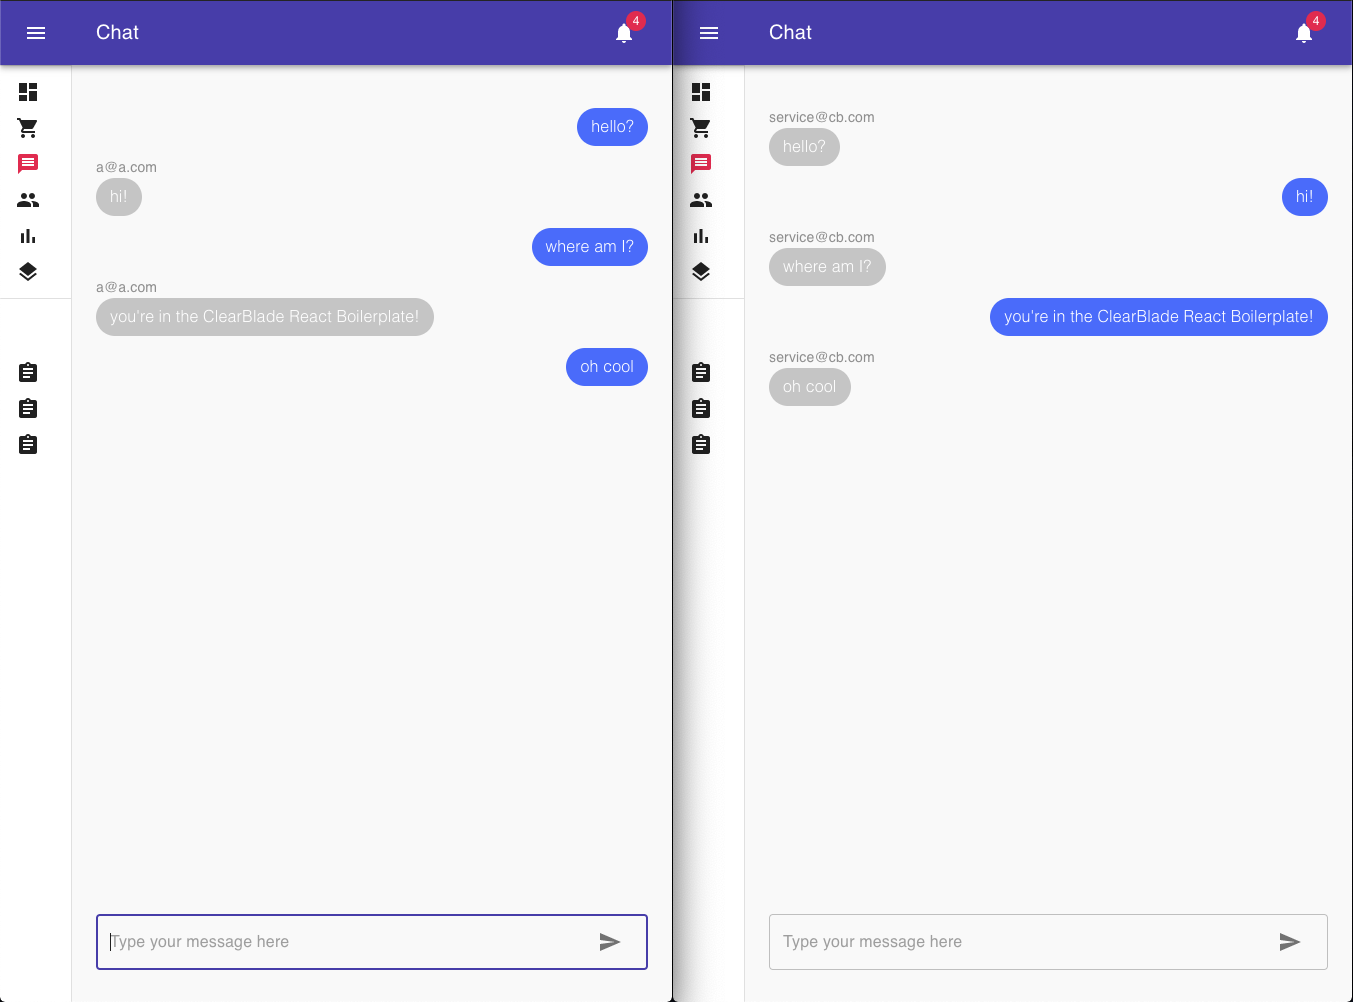 Chat
4
hello?
a@a.com
hi!
where am I?
a@a.com
you're in the ClearBlade React Boilerplate!
oh cool
Type your message here
Chat
4
service@cb.com
hello?
hi!
service@cb.com
where am I?
you're in the ClearBlade React Boilerplate!
service@cb.com
oh cool
Type your message here